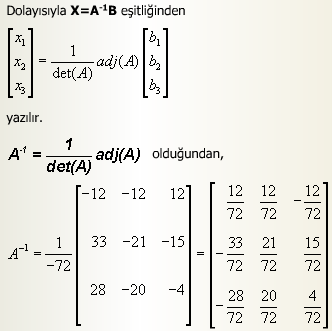 Dolayısıyla X=A⁻¹B eşitliğinden
[x₁; x₂; x₃] = 1/det(A) adj(A) [b₁; b₂; b₃]
yazılır.
A⁻¹ = 1/det(A) adj(A) olduğundan,
A⁻¹ = 1/−72 [−12 −12 12; 33 −21 −15; 28 −20 −4] = [12/72 12/72 −12/72; −33/72 21/72 15/72; −28/72 20/72 4/72]